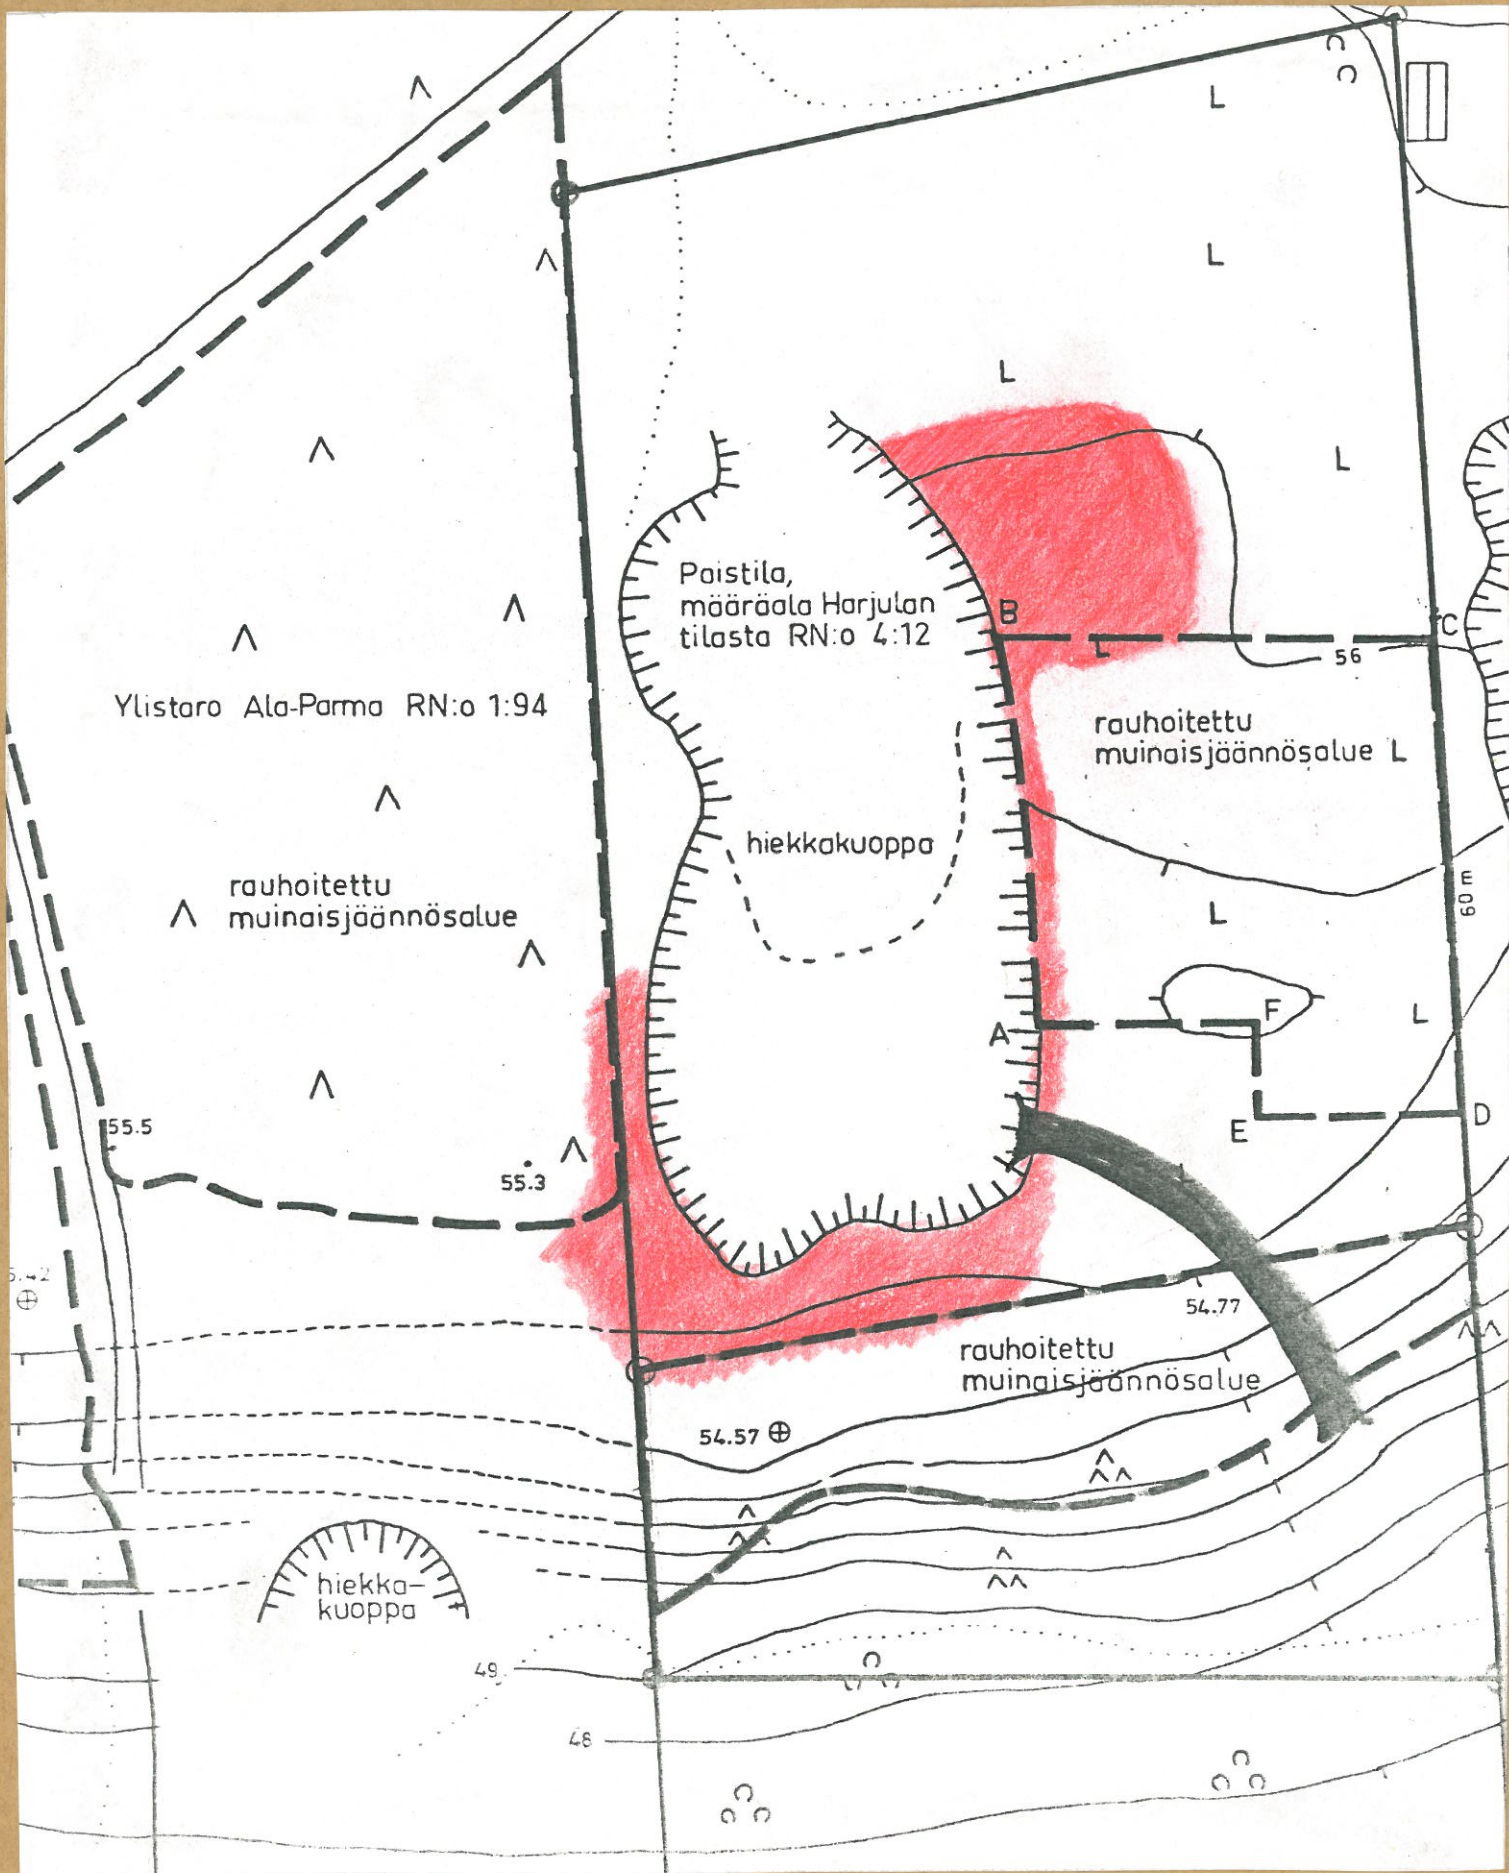 L
L
L
L
Paistila,
määräala Harjulan
tilasta RN:o 4:12
B
C
L
56
Ylistaro Ala-Parma RN:o 1:94
rauhoitettu
muinaisjäännösalue L
hiekkakuoppa
60 m
rauhoitettu
muinaisjäännösalue
L
F
L
A
55.5
E
D
55.3
L
54.77
rauhoitettu
muinaisjäännösalue
54.57
hiekka-
kuoppa
49
48